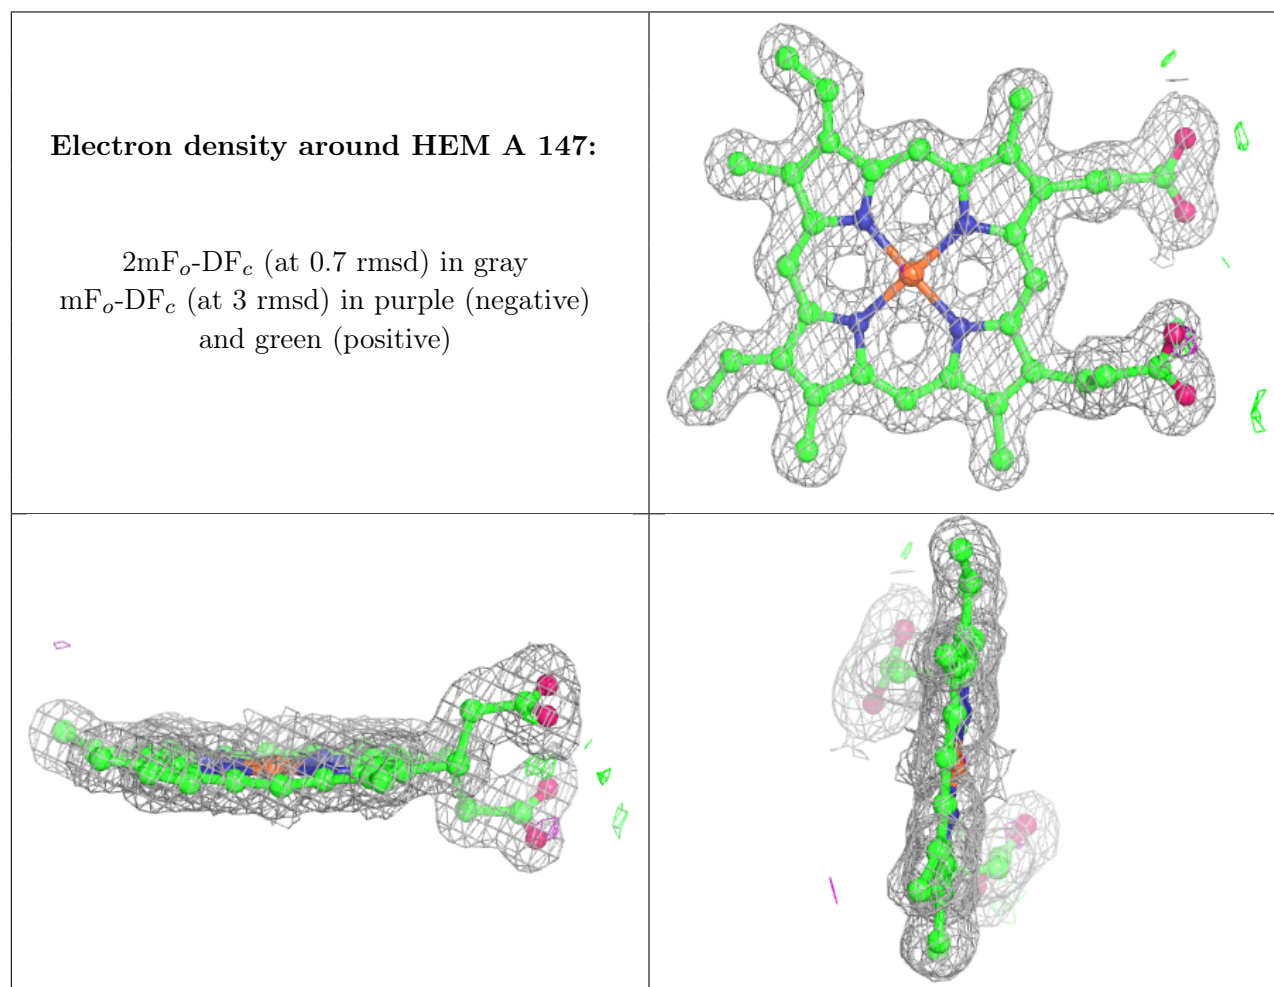 Electron density around HEM A 147:
2mFₒ-DF𝑐 (at 0.7 rmsd) in gray
mFₒ-DF𝑐 (at 3 rmsd) in purple (negative)
and green (positive)